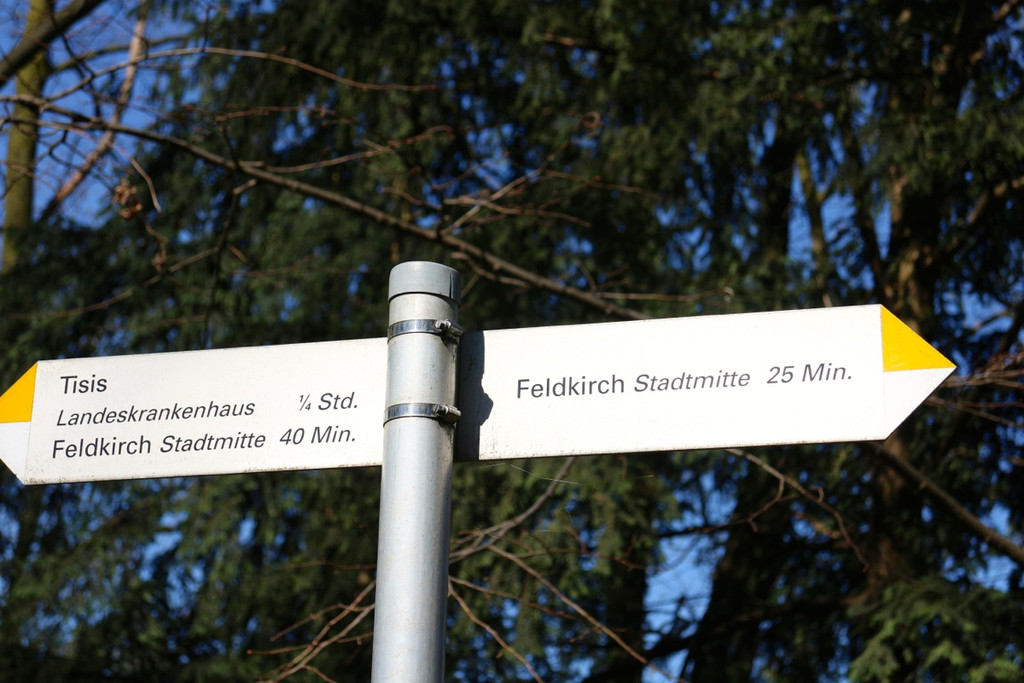 Tisis
Landeskrankenhaus ¼ Std.
Feldkirch Stadtmitte 40 Min.
Feldkirch Stadtmitte 25 Min.